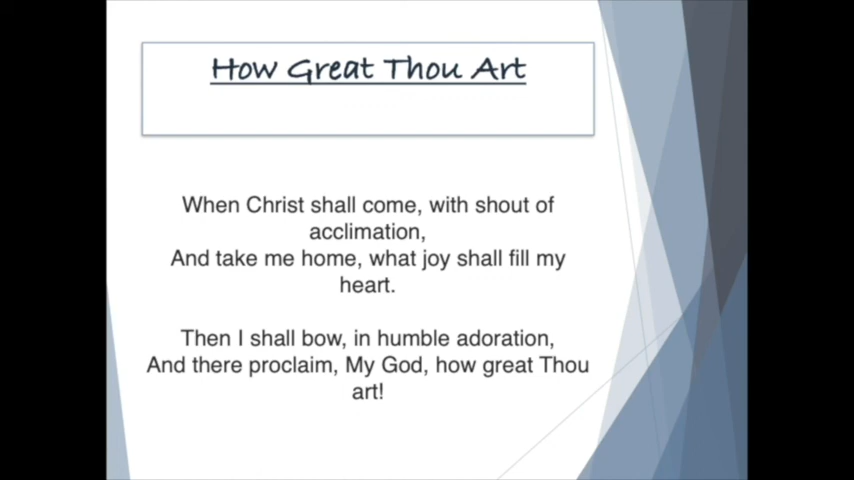 How Great Thou Art
When Christ shall come, with shout of
acclimation,
And take me home, what joy shall fill my
heart.
Then I shall bow, in humble adoration,
And there proclaim, My God, how great Thou
art!